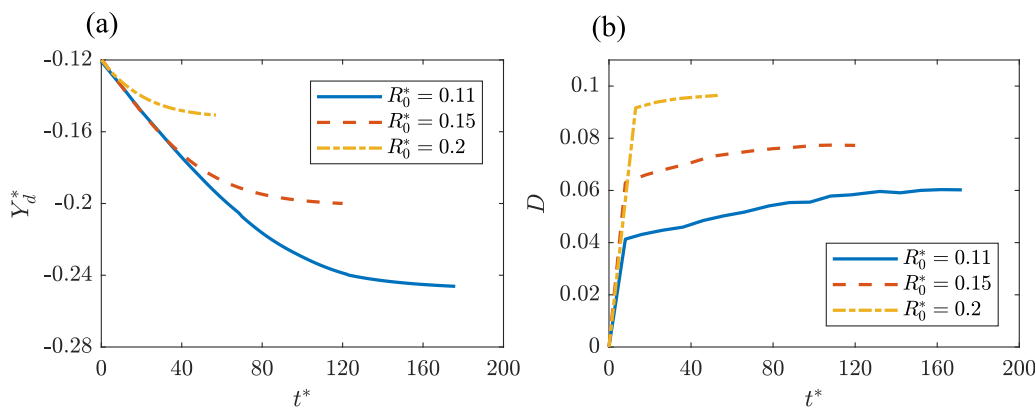 (a)
-0.12
-0.16
-0.2
-0.24
-0.28
Y*d
0
40
80
120
160
200
t*
R*0 = 0.11
R*0 = 0.15
R*0 = 0.2
(b)
0.1
0.08
0.06
0.04
0.02
0
D
0
40
80
120
160
200
t*
R*0 = 0.11
R*0 = 0.15
R*0 = 0.2